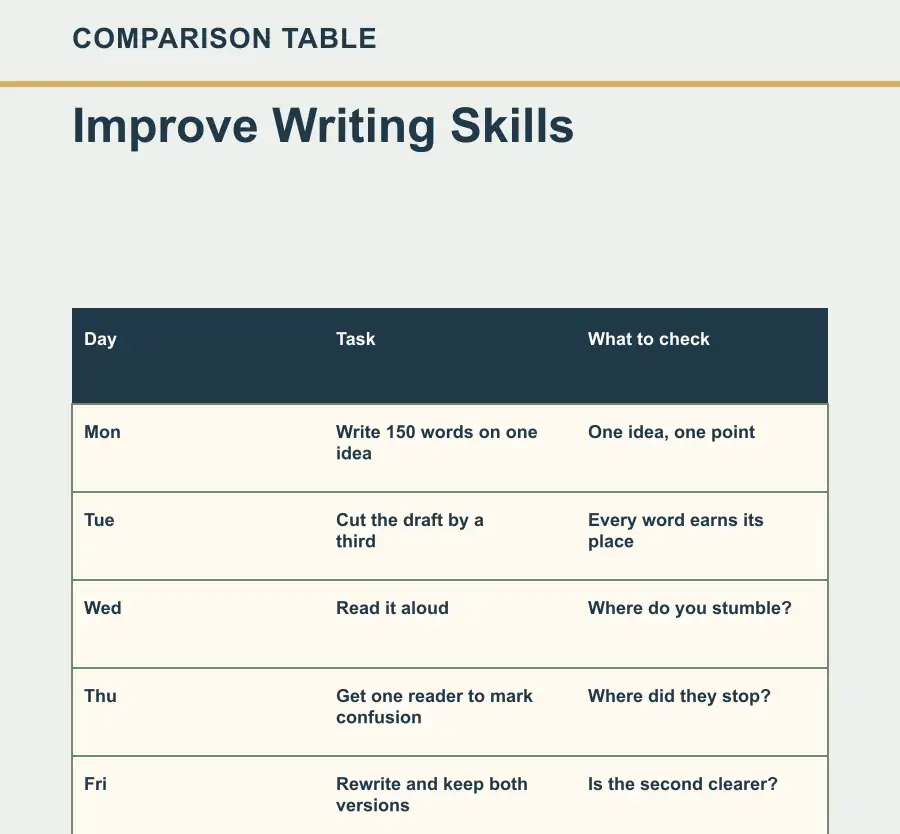 COMPARISON TABLE
Improve Writing Skills
Day Task What to check
Mon Write 150 words on one One idea, one point
idea
Tue Cut the draft by a Every word earns its
third place
Wed Read it aloud Where do you stumble?
Thu Get one reader to mark Where did they stop?
confusion
Fri Rewrite and keep both Is the second clearer?
versions